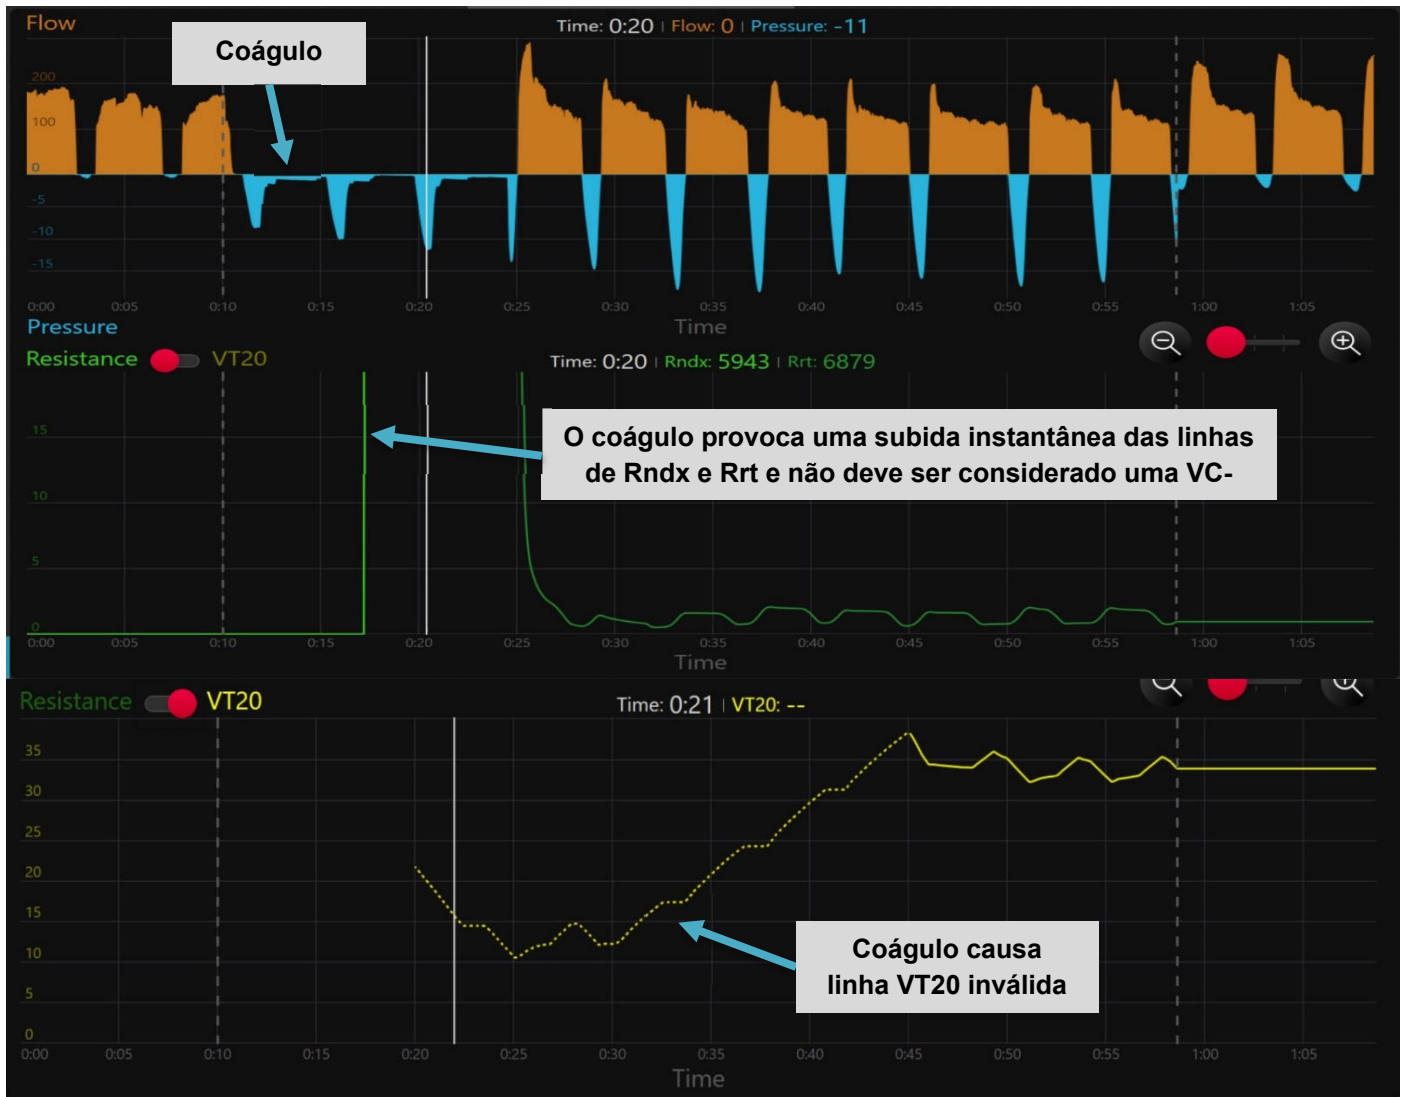 Flow
Time: 0:20 | Flow: 0 | Pressure: -11
Coágulo
200
100
0
-5
-10
-15
0:00 0:05 0:10 0:15 0:20 0:25 0:30 0:35 0:40 0:45 0:50 0:55 1:00 1:05
Pressure
Time
Resistance VT20
Time: 0:20 | Rndx: 5943 | Rrt: 6879
O coágulo provoca uma subida instantânea das linhas
de Rndx e Rrt e não deve ser considerado uma VC-
15
10
5
0
0:00 0:05 0:10 0:15 0:20 0:25 0:30 0:35 0:40 0:45 0:50 0:55 1:00 1:05
Time
Resistance VT20
Time: 0:21 | VT20: --
35
30
25
20
15
10
5
0
Coágulo causa
linha VT20 inválida
0:00 0:05 0:10 0:15 0:20 0:25 0:30 0:35 0:40 0:45 0:50 0:55 1:00 1:05
Time